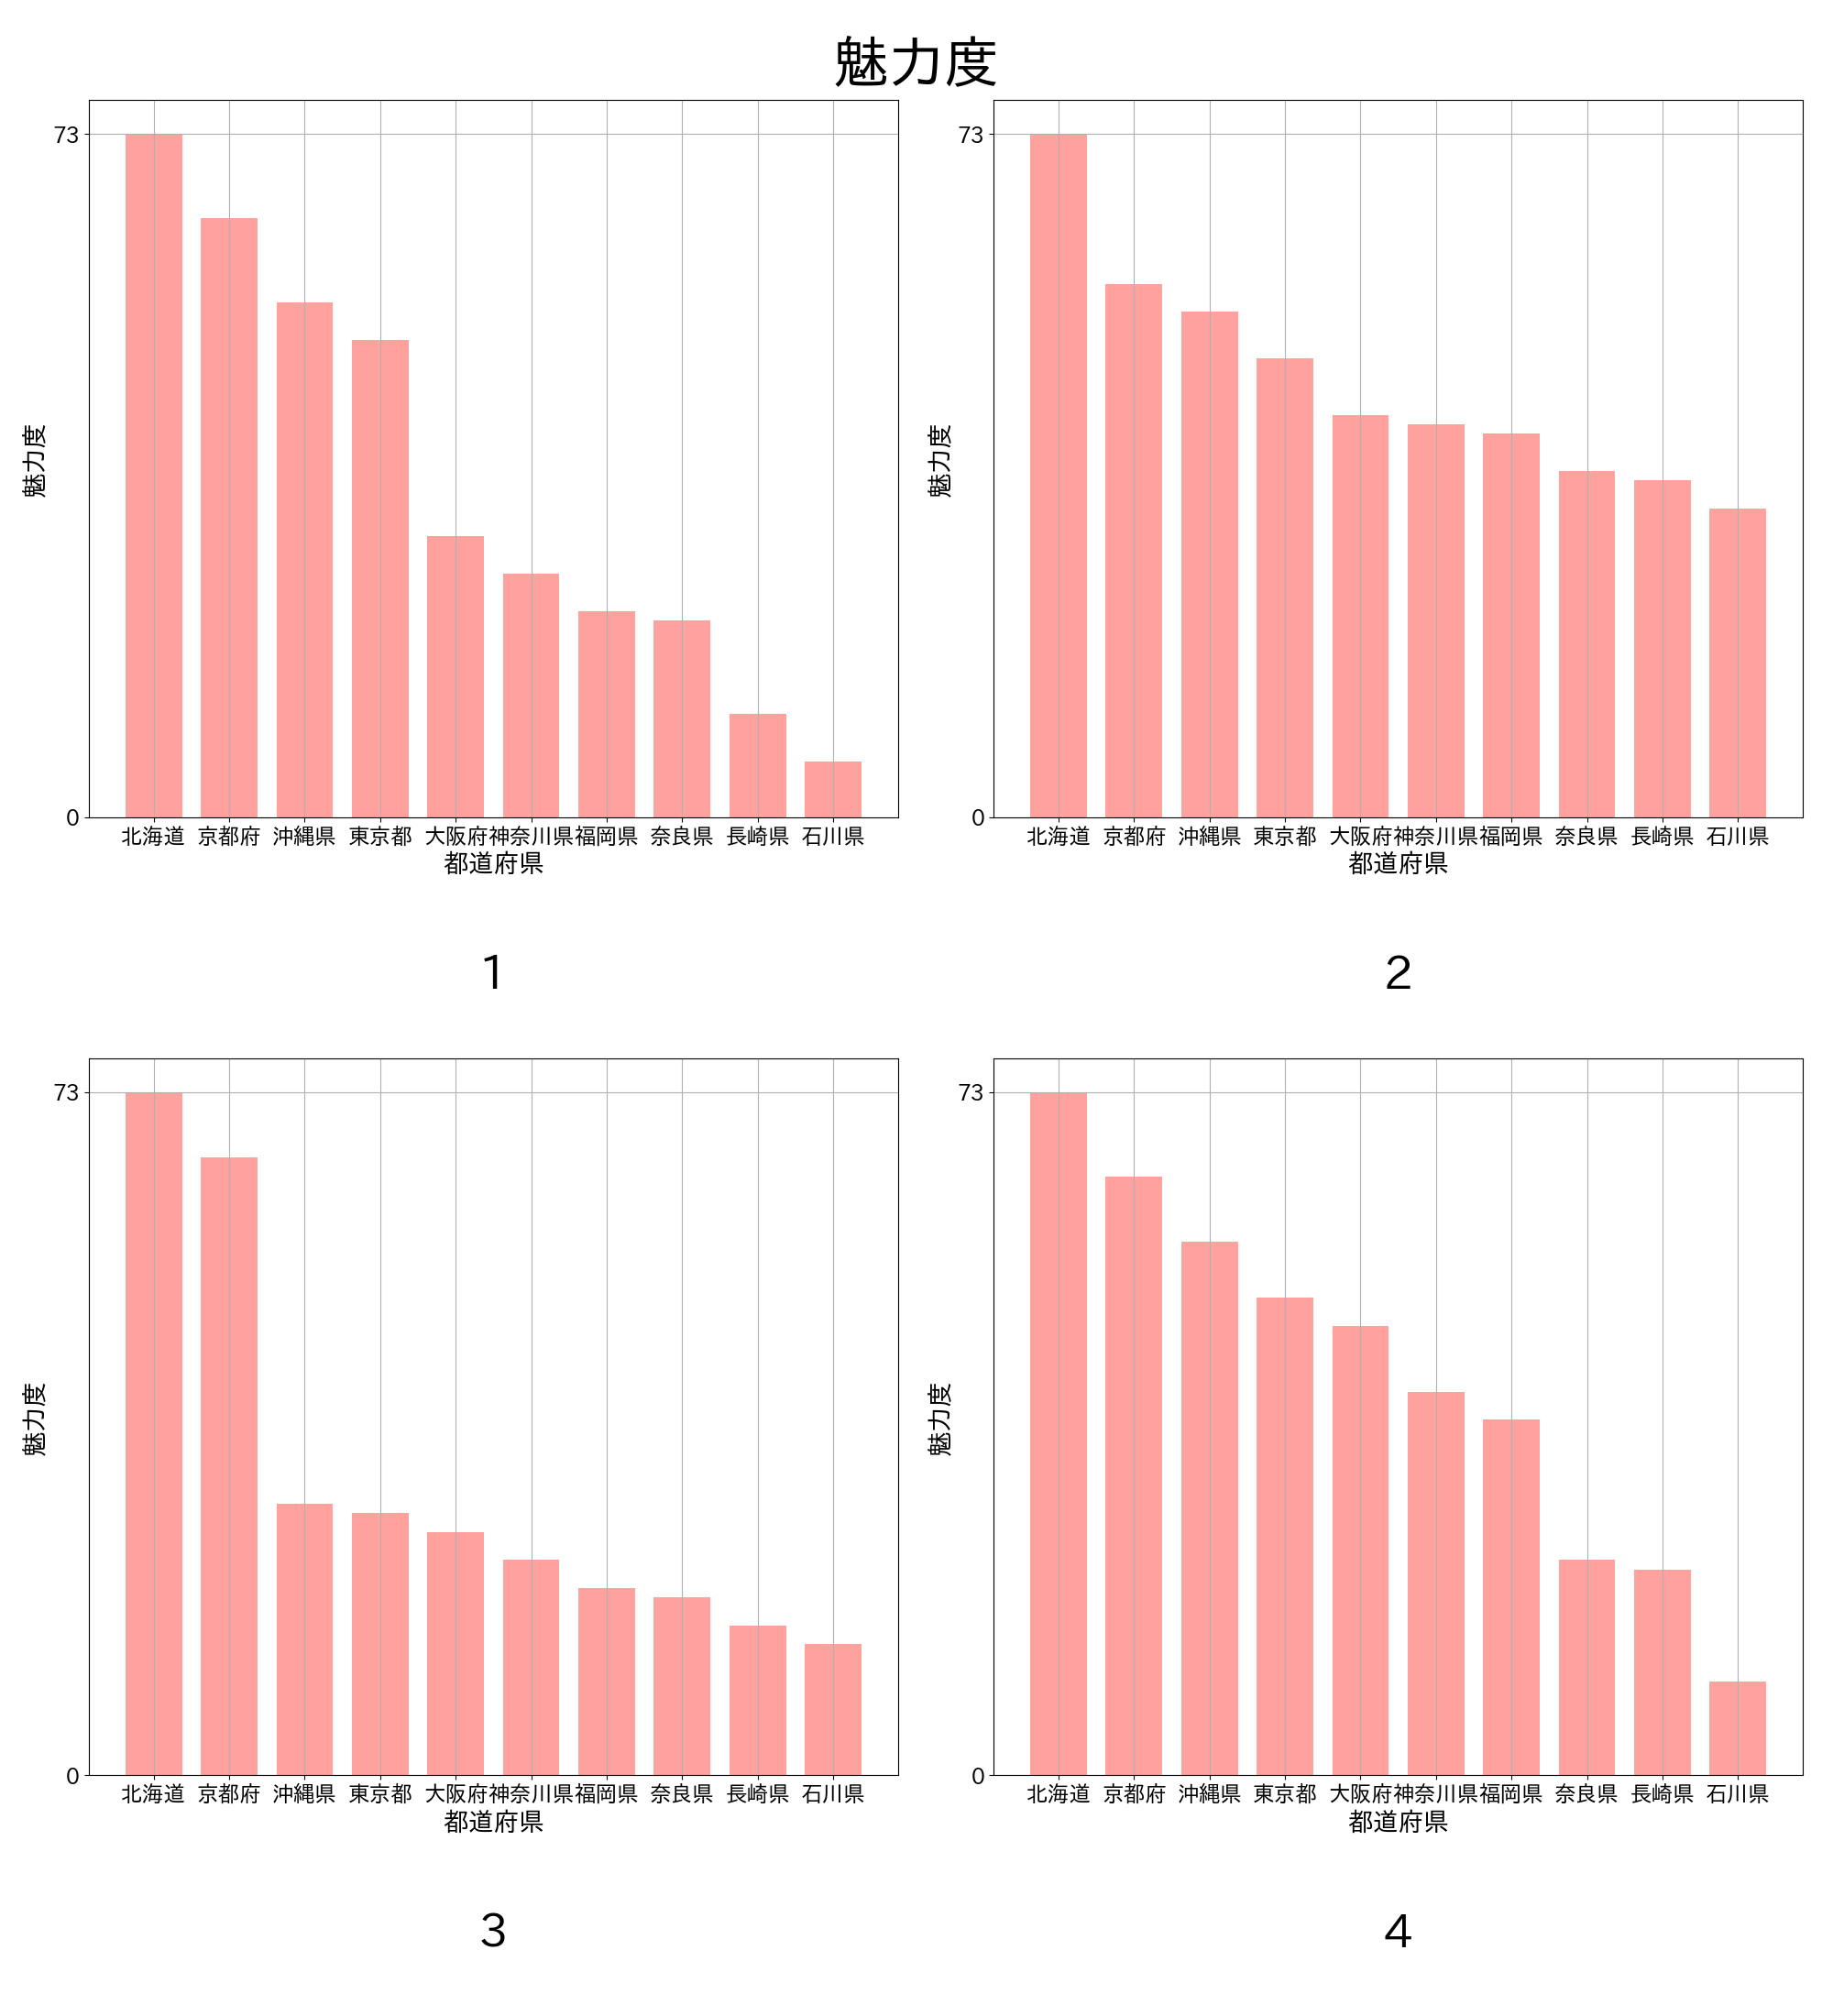 魅力度
73
0
魅力度
北海道 京都府 沖縄県 東京都 大阪府 神奈川県 福岡県 奈良県 長崎県 石川県
都道府県
1
73
0
魅力度
北海道 京都府 沖縄県 東京都 大阪府 神奈川県 福岡県 奈良県 長崎県 石川県
都道府県
2
73
0
魅力度
北海道 京都府 沖縄県 東京都 大阪府 神奈川県 福岡県 奈良県 長崎県 石川県
都道府県
3
73
0
魅力度
北海道 京都府 沖縄県 東京都 大阪府 神奈川県 福岡県 奈良県 長崎県 石川県
都道府県
4